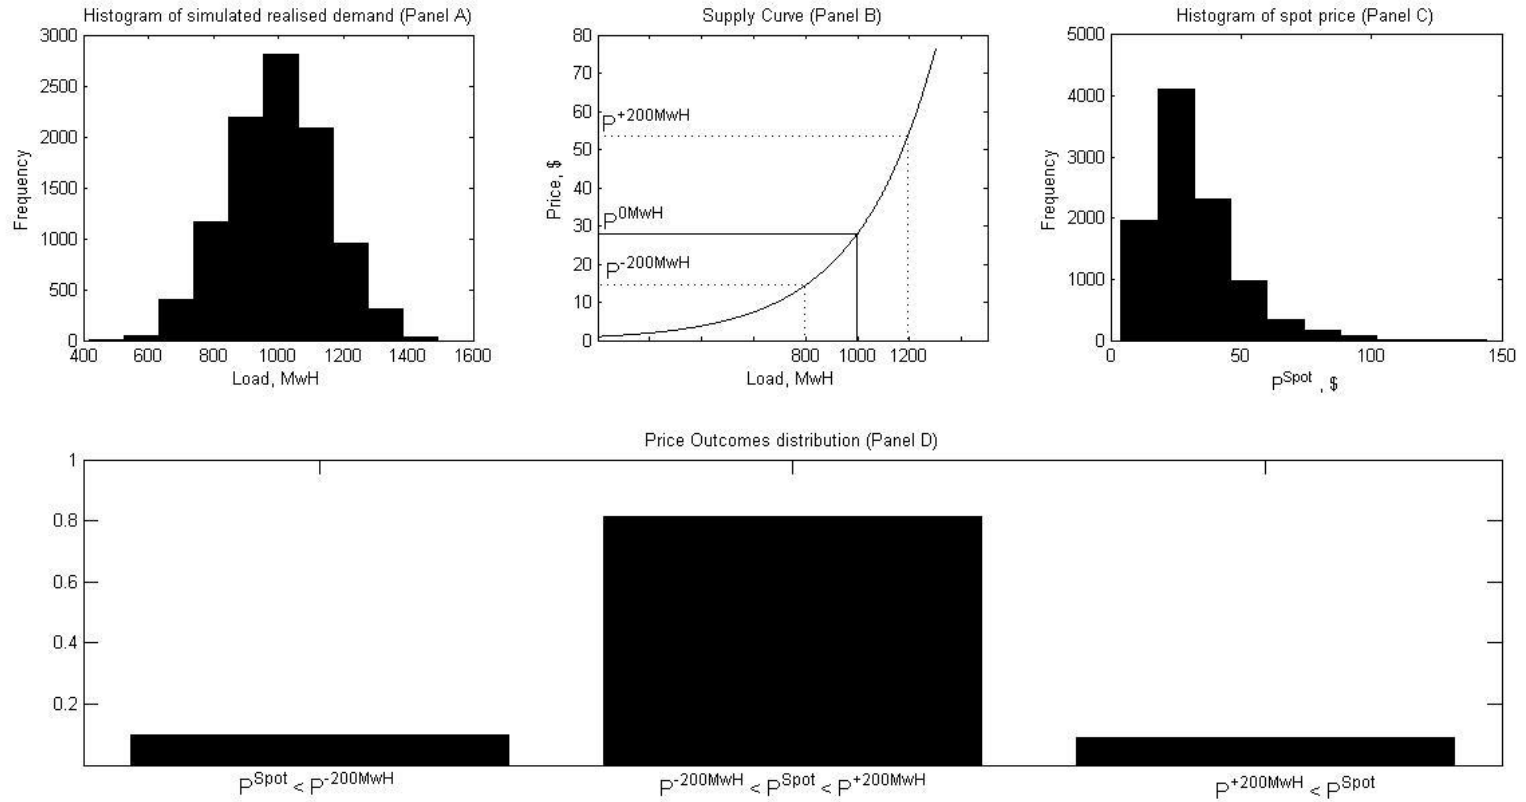 Histogram of simulated realised demand (Panel A)
3000
2500
2000
1500
1000
500
0
Frequency
400 600 800 1000 1200 1400 1600
Load, MwH
Supply Curve (Panel B)
80
70
60
50
40
30
20
10
0
Price, $
P+200MwH
P0MwH
P-200MwH
800 1000 1200
Load, MwH
Histogram of spot price (Panel C)
5000
4000
3000
2000
1000
0
Frequency
0 50 100 150
PSpot , $
Price Outcomes distribution (Panel D)
1
0.8
0.6
0.4
0.2
PSpot < P-200MwH
P-200MwH < PSpot < P+200MwH
P+200MwH < PSpot